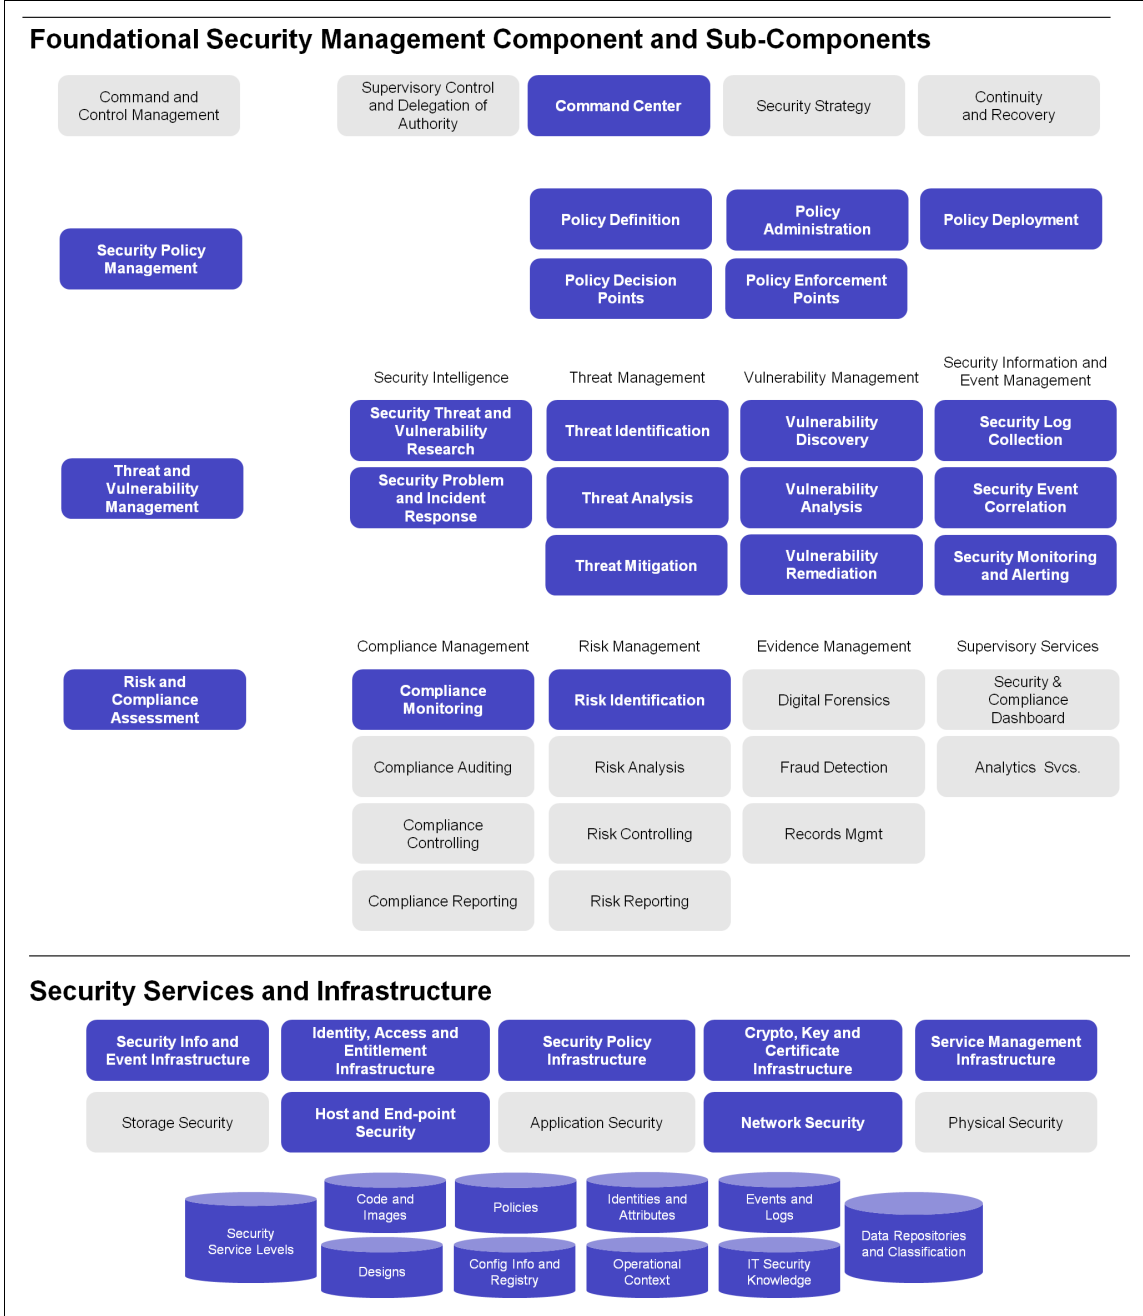 Foundational Security Management Component and Sub-Components
Command and
Control Management
Supervisory Control
and Delegation of
Authority
Command Center
Security Strategy
Continuity
and Recovery
Security Policy
Management
Policy Definition
Policy
Administration
Policy Deployment
Policy Decision
Points
Policy Enforcement
Points
Threat and
Vulnerability
Management
Security Intelligence
Threat Management
Vulnerability Management
Security Information and
Event Management
Security Threat and
Vulnerability
Research
Threat Identification
Vulnerability
Discovery
Security Log
Collection
Security Problem
and Incident
Response
Threat Analysis
Vulnerability
Analysis
Security Event
Correlation
Threat Mitigation
Vulnerability
Remediation
Security Monitoring
and Alerting
Risk and
Compliance
Assessment
Compliance Management
Risk Management
Evidence Management
Supervisory Services
Compliance
Monitoring
Risk Identification
Digital Forensics
Security &
Compliance
Dashboard
Compliance Auditing
Risk Analysis
Fraud Detection
Analytics Svcs.
Compliance
Controlling
Risk Controlling
Records Mgmt
Compliance Reporting
Risk Reporting
Security Services and Infrastructure
Security Info and
Event Infrastructure
Identity, Access and
Entitlement
Infrastructure
Security Policy
Infrastructure
Crypto, Key and
Certificate
Infrastructure
Service Management
Infrastructure
Storage Security
Host and End-point
Security
Application Security
Network Security
Physical Security
Security
Service Levels
Code and
Images
Policies
Identities and
Attributes
Events and
Logs
Data Repositories
and Classification
Designs
Config Info and
Registry
Operational
Context
IT Security
Knowledge